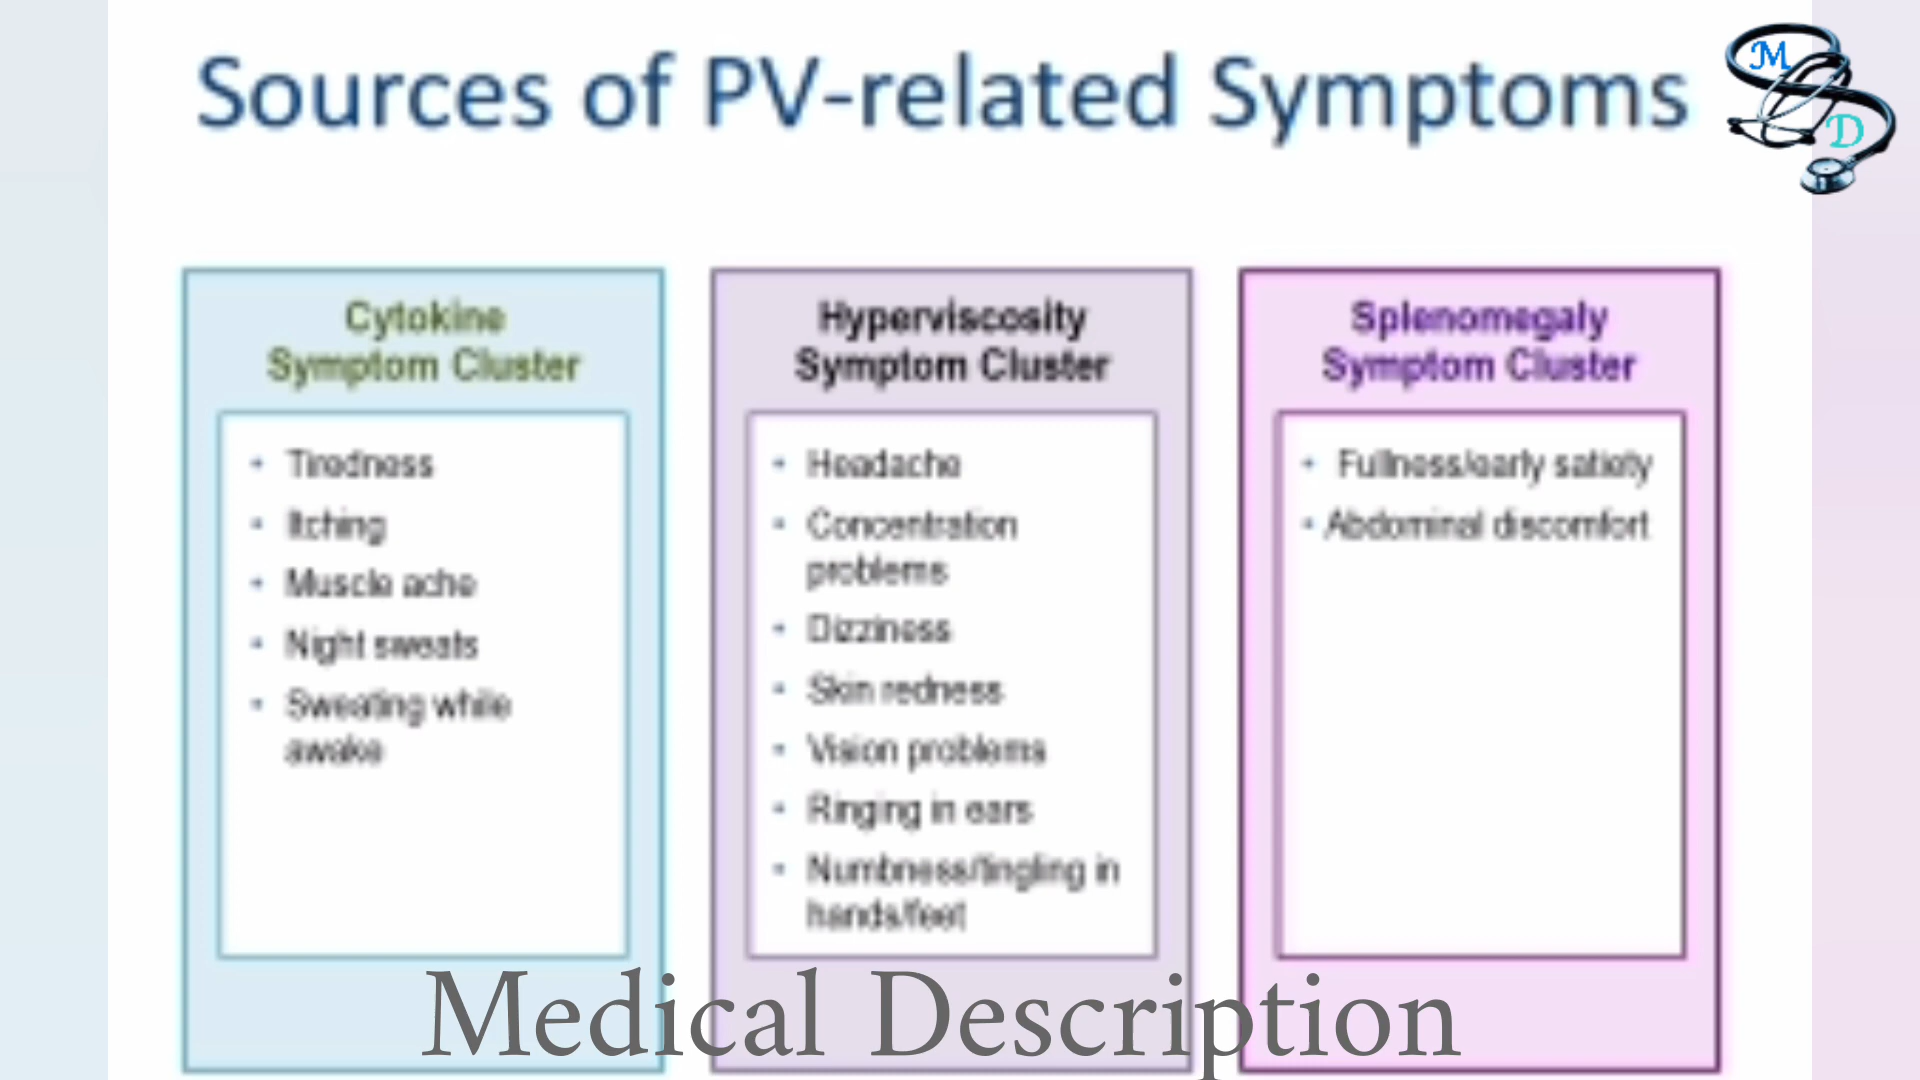 Sources of PV-related Symptoms
M
D
Cytokine
Symptom Cluster
• Tiredness
• Itching
• Muscle ache
• Night sweats
• Sweating while
awake
Hyperviscosity
Symptom Cluster
• Headache
• Concentration
problems
• Dizziness
• Skin redness
• Vision problems
• Ringing in ears
• Numbness/tingling in
hands/feet
Splenomegaly
Symptom Cluster
• Fullness/early satiety
• Abdominal discomfort
Medical Description